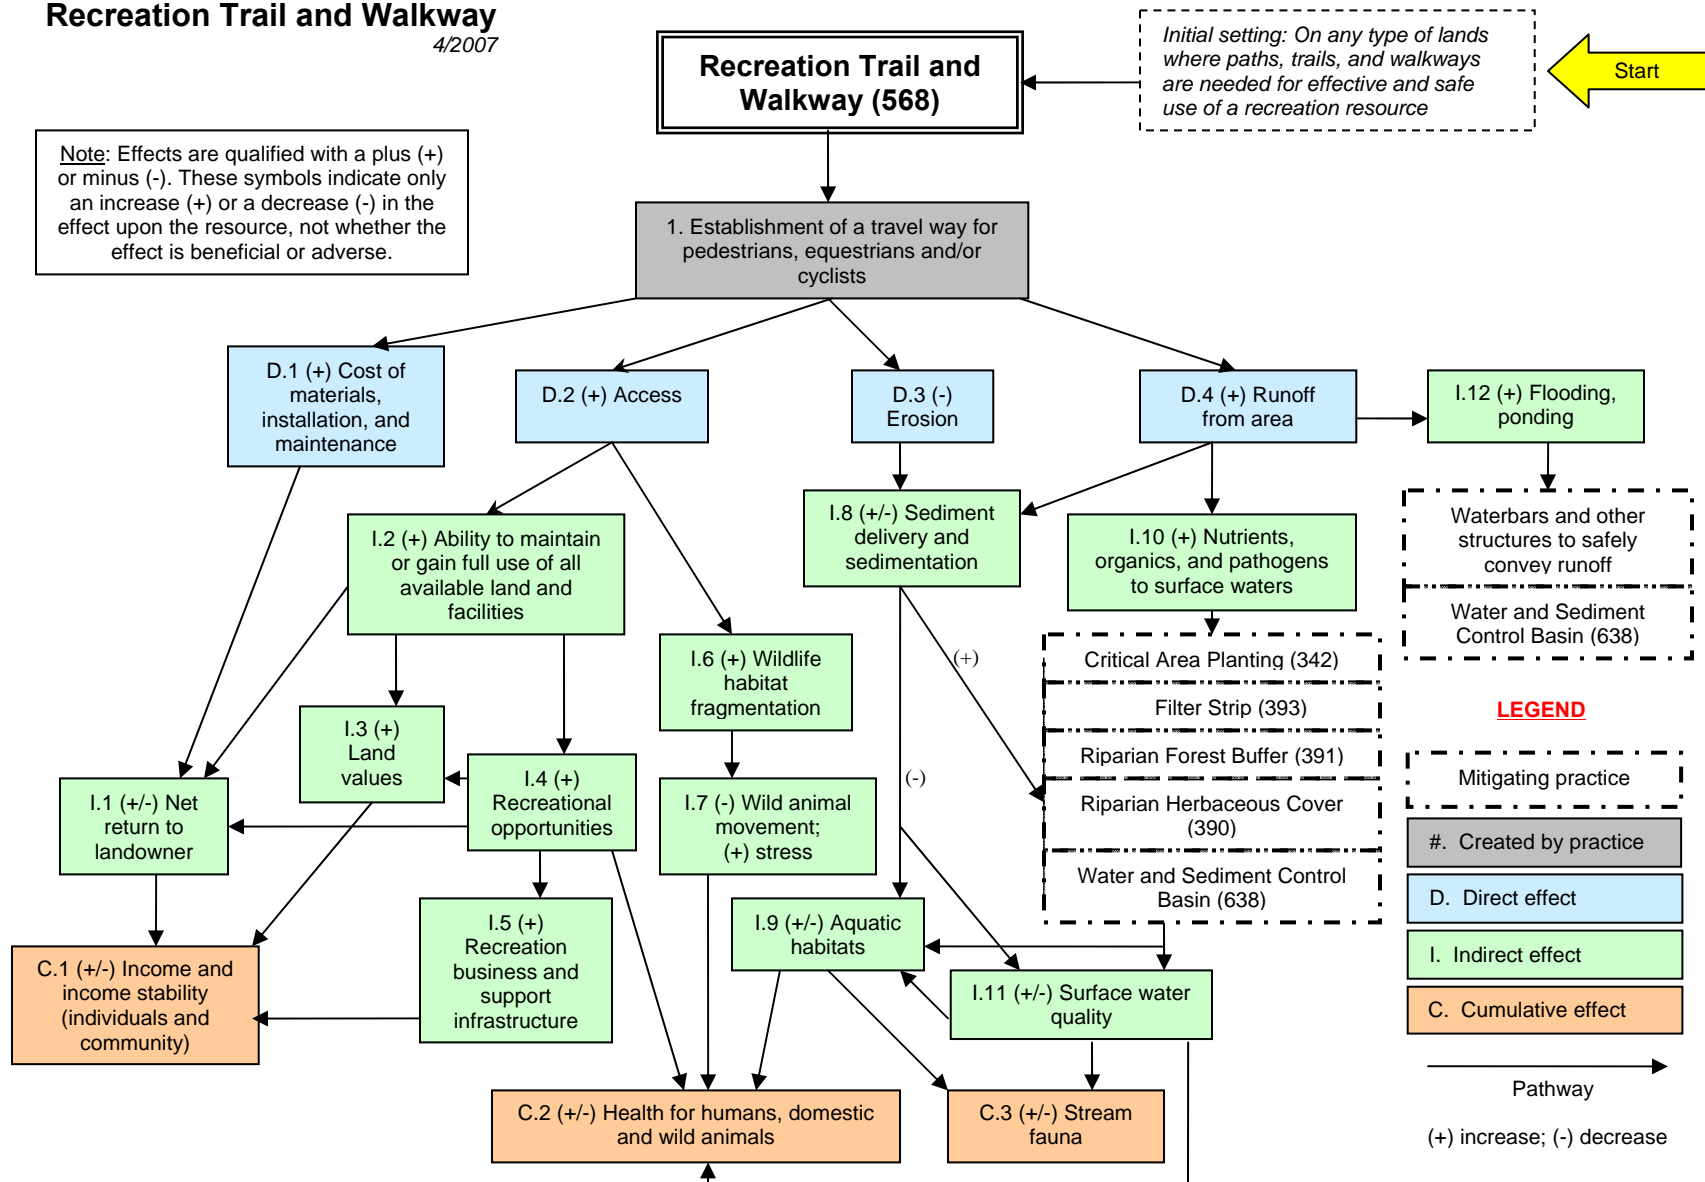 Recreation Trail and Walkway
4/2007
Recreation Trail and
Walkway (568)
Initial setting: On any type of lands
where paths, trails, and walkways
are needed for effective and safe
use of a recreation resource
Start
Note: Effects are qualified with a plus (+)
or minus (-). These symbols indicate only
an increase (+) or a decrease (-) in the
effect upon the resource, not whether the
effect is beneficial or adverse.
1. Establishment of a travel way for
pedestrians, equestrians and/or
cyclists
D.1 (+) Cost of
materials,
installation, and
maintenance
D.2 (+) Access
D.3 (-)
Erosion
D.4 (+) Runoff
from area
I.12 (+) Flooding,
ponding
I.2 (+) Ability to maintain
or gain full use of all
available land and
facilities
I.8 (+/-) Sediment
delivery and
sedimentation
I.10 (+) Nutrients,
organics, and pathogens
to surface waters
Waterbars and other
structures to safely
convey runoff
Water and Sediment
Control Basin (638)
I.6 (+) Wildlife
habitat
fragmentation
(+)
Critical Area Planting (342)
Filter Strip (393)
Riparian Forest Buffer (391)
Riparian Herbaceous Cover
(390)
Water and Sediment Control
Basin (638)
LEGEND
Mitigating practice
#. Created by practice
D. Direct effect
I. Indirect effect
C. Cumulative effect
Pathway
(+) increase; (-) decrease
I.3 (+)
Land
values
I.1 (+/-) Net
return to
landowner
I.4 (+)
Recreational
opportunities
I.7 (-) Wild animal
movement;
(+) stress
(-)
I.5 (+)
Recreation
business and
support
infrastructure
I.9 (+/-) Aquatic
habitats
I.11 (+/-) Surface water
quality
C.1 (+/-) Income and
income stability
(individuals and
community)
C.2 (+/-) Health for humans, domestic
and wild animals
C.3 (+/-) Stream
fauna